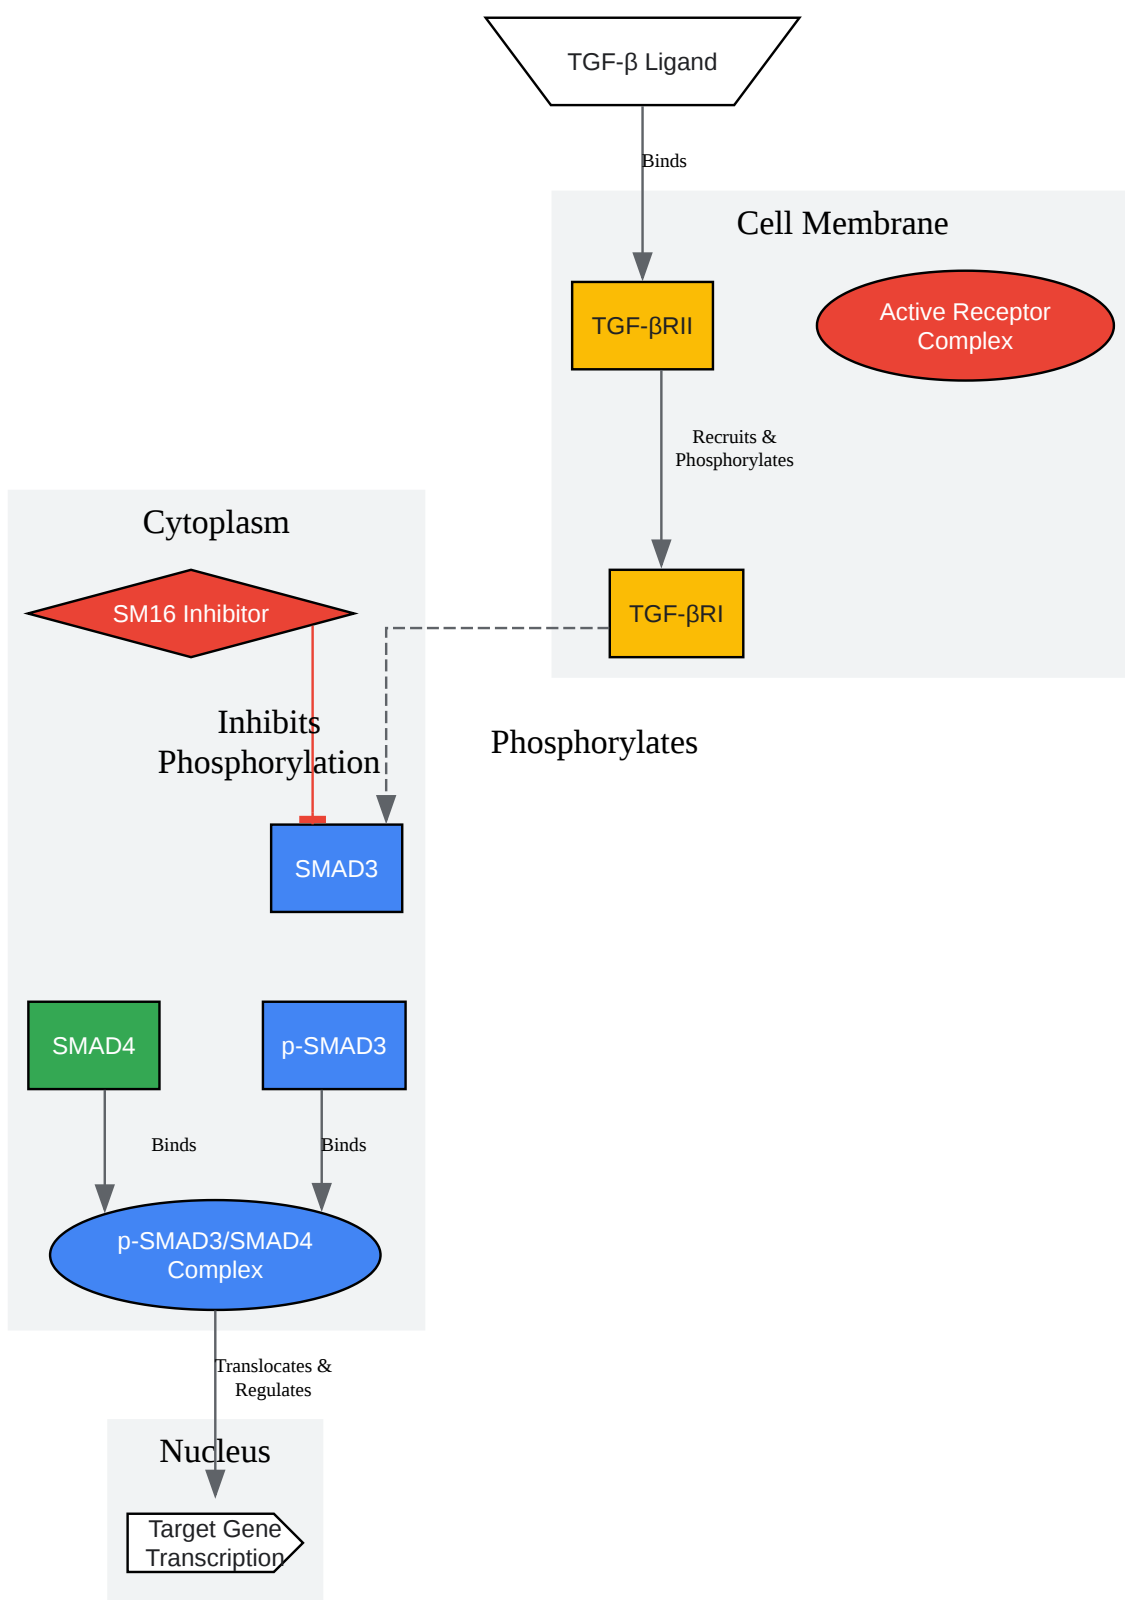 TGF-β Ligand
Binds
Cell Membrane
TGF-βRII
Active Receptor
Complex
Recruits &
Phosphorylates
Cytoplasm
SM16 Inhibitor
TGF-βRI
Inhibits
Phosphorylation
Phosphorylates
SMAD3
SMAD4
p-SMAD3
Binds
Binds
p-SMAD3/SMAD4
Complex
Translocates &
Regulates
Nucleus
Target Gene
Transcription